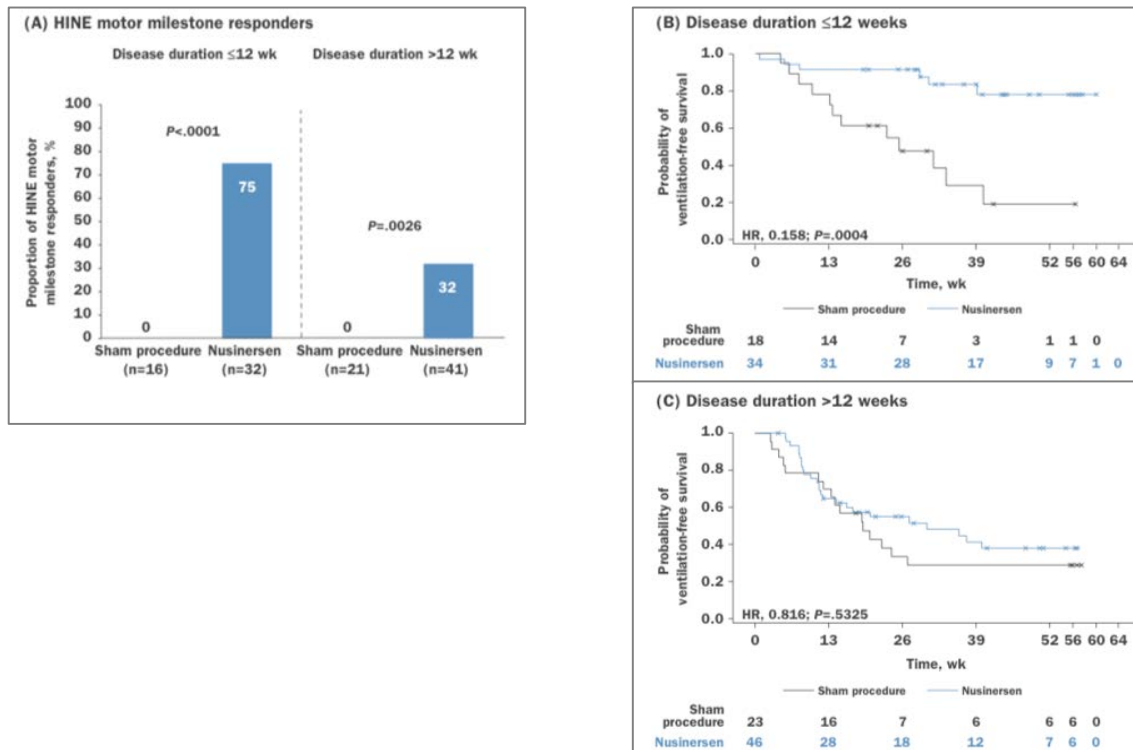 (A) HINE motor milestone responders
Disease duration ≤12 wk
Disease duration >12 wk
Proportion of HINE motor
milestone responders, %
100
90
80
70
60
50
40
30
20
10
0
P<.0001
P=.0026
0
75
0
32
Sham procedure
(n=16)
Nusinersen
(n=32)
Sham procedure
(n=21)
Nusinersen
(n=41)
(B) Disease duration ≤12 weeks
Probability of
ventilation-free survival
1.0
0.8
0.6
0.4
0.2
0.0
HR, 0.158; P=.0004
0 13 26 39 52 56 60 64
Time, wk
Sham procedure Nusinersen
Sham
procedure 18 14 7 3 1 1 0
Nusinersen 34 31 28 17 9 7 1 0
(C) Disease duration >12 weeks
Probability of
ventilation-free survival
1.0
0.8
0.6
0.4
0.2
0.0
HR, 0.816; P=.5325
0 13 26 39 52 56 60 64
Time, wk
Sham procedure Nusinersen
Sham
procedure 23 16 7 6 6 6 0
Nusinersen 46 28 18 12 7 6 0